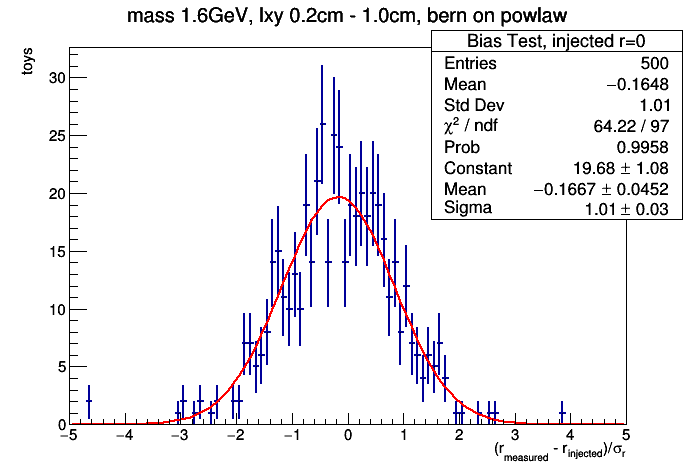 mass 1.6GeV, lxy 0.2cm - 1.0cm, bern on powlaw
Bias Test, injected r=0
Entries 500
Mean −0.1648
Std Dev 1.01
χ² / ndf 64.22 / 97
Prob 0.9958
Constant 19.68 ± 1.08
Mean −0.1667 ± 0.0452
Sigma 1.01 ± 0.03
toys
30
25
20
15
10
5
0
−5 −4 −3 −2 −1 0 1 2 3 4 5
(r_measured - r_injected)/σ_r